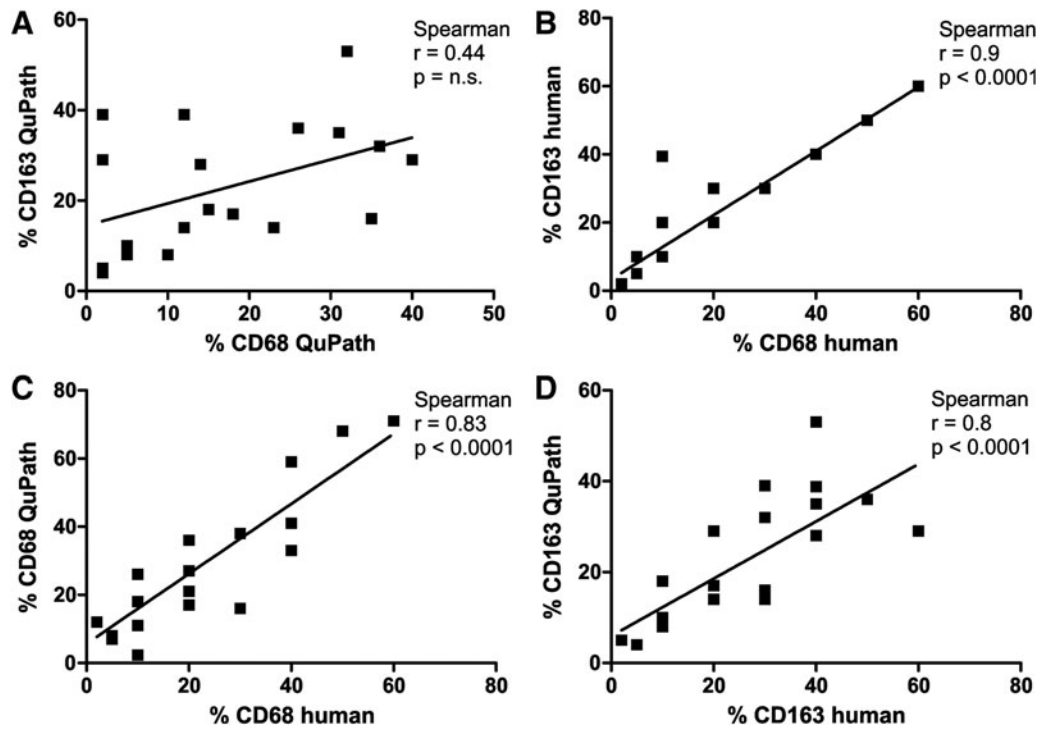 A
Spearman
r = 0.44
p = n.s.
% CD163 QuPath
60
40
20
0
0 10 20 30 40 50
% CD68 QuPath
B
Spearman
r = 0.9
p < 0.0001
% CD163 human
80
60
40
20
0
0 20 40 60 80
% CD68 human
C
Spearman
r = 0.83
p < 0.0001
% CD68 QuPath
80
60
40
20
0
0 20 40 60 80
% CD68 human
D
Spearman
r = 0.8
p < 0.0001
% CD163 QuPath
60
40
20
0
0 20 40 60 80
% CD163 human